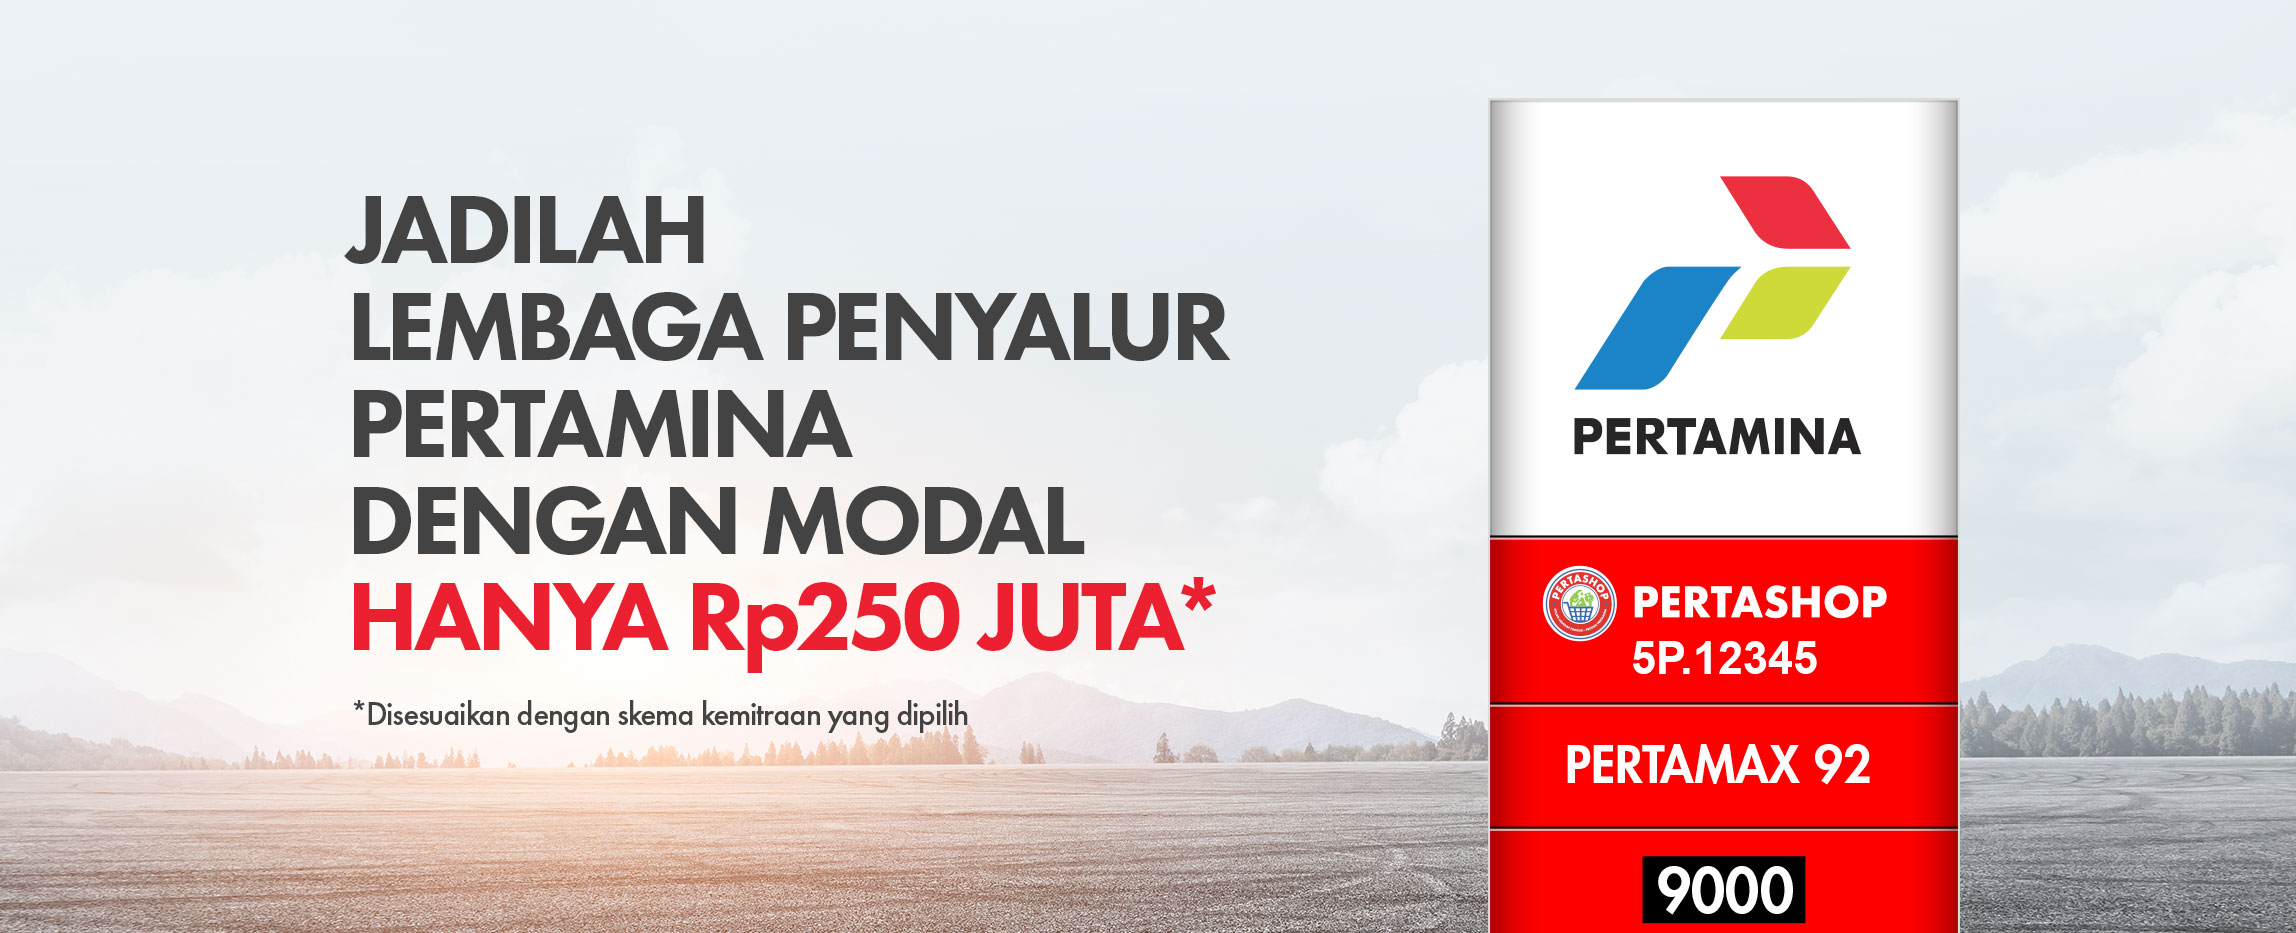 JADILAH
LEMBAGA PENYALUR
PERTAMINA
DENGAN MODAL
HANYA Rp250 JUTA*
*Disesuaikan dengan skema kemitraan yang dipilih
PERTAMINA
PERTASHOP
PERTASHOP
5P.12345
PERTAMAX 92
9000